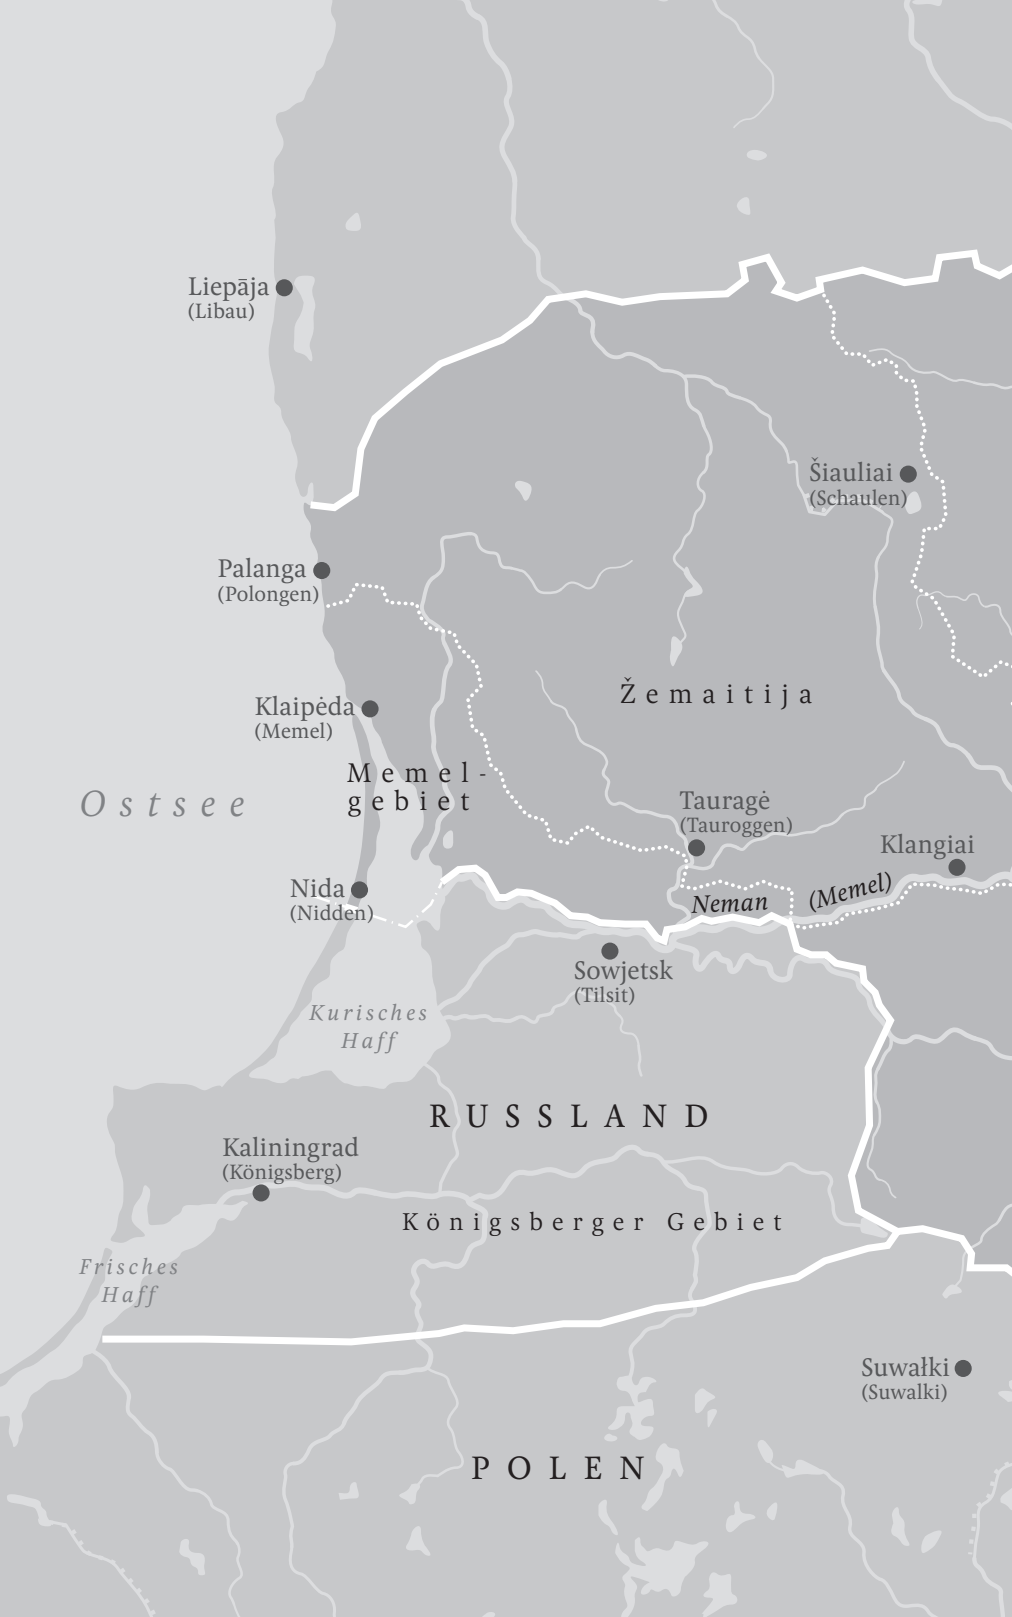 Liepāja
(Libau)
Šiauliai
(Schaulen)
Palanga
(Polongen)
Žemaitija
Klaipėda
(Memel)
Memel-
gebiet
Ostsee
Tauragė
(Tauroggen)
Klangiai
Nida
(Nidden)
Neman (Memel)
Sowjetsk
(Tilsit)
Kurisches
Haff
RUSSLAND
Kaliningrad
(Königsberg)
Königsberger Gebiet
Frisches
Haff
Suwałki
(Suwalki)
POLEN